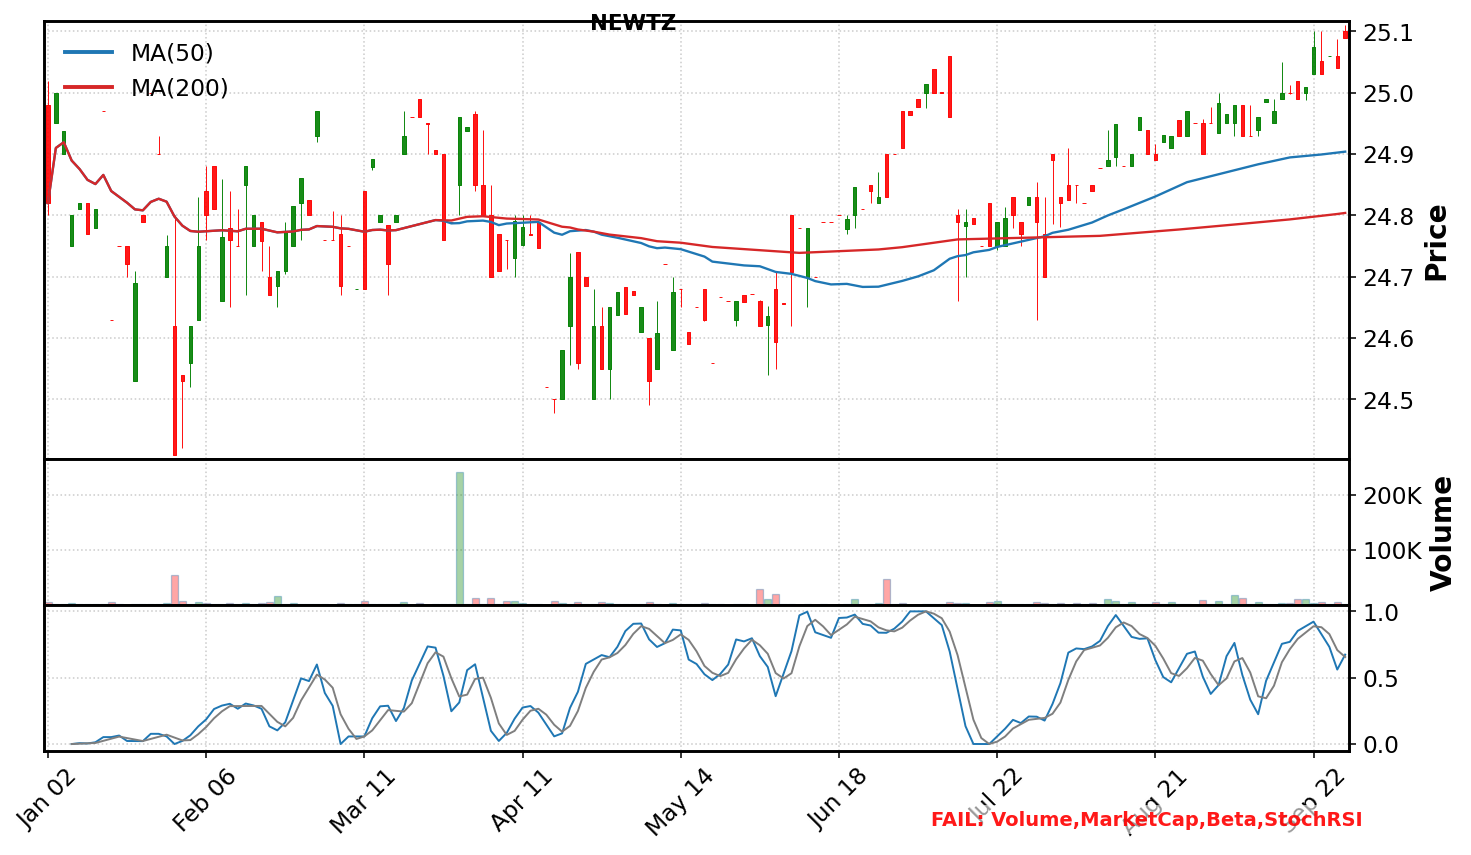 NEWTZ
MA(50)
MA(200)
25.1
25.0
24.9
24.8
24.7
24.6
24.5
Price
200K
100K
Volume
1.0
0.5
0.0
Jan 02
Feb 06
Mar 11
Apr 11
May 14
Jun 18
Jul 22
Aug 21
Sep 22
FAIL: Volume,MarketCap,Beta,StochRSI